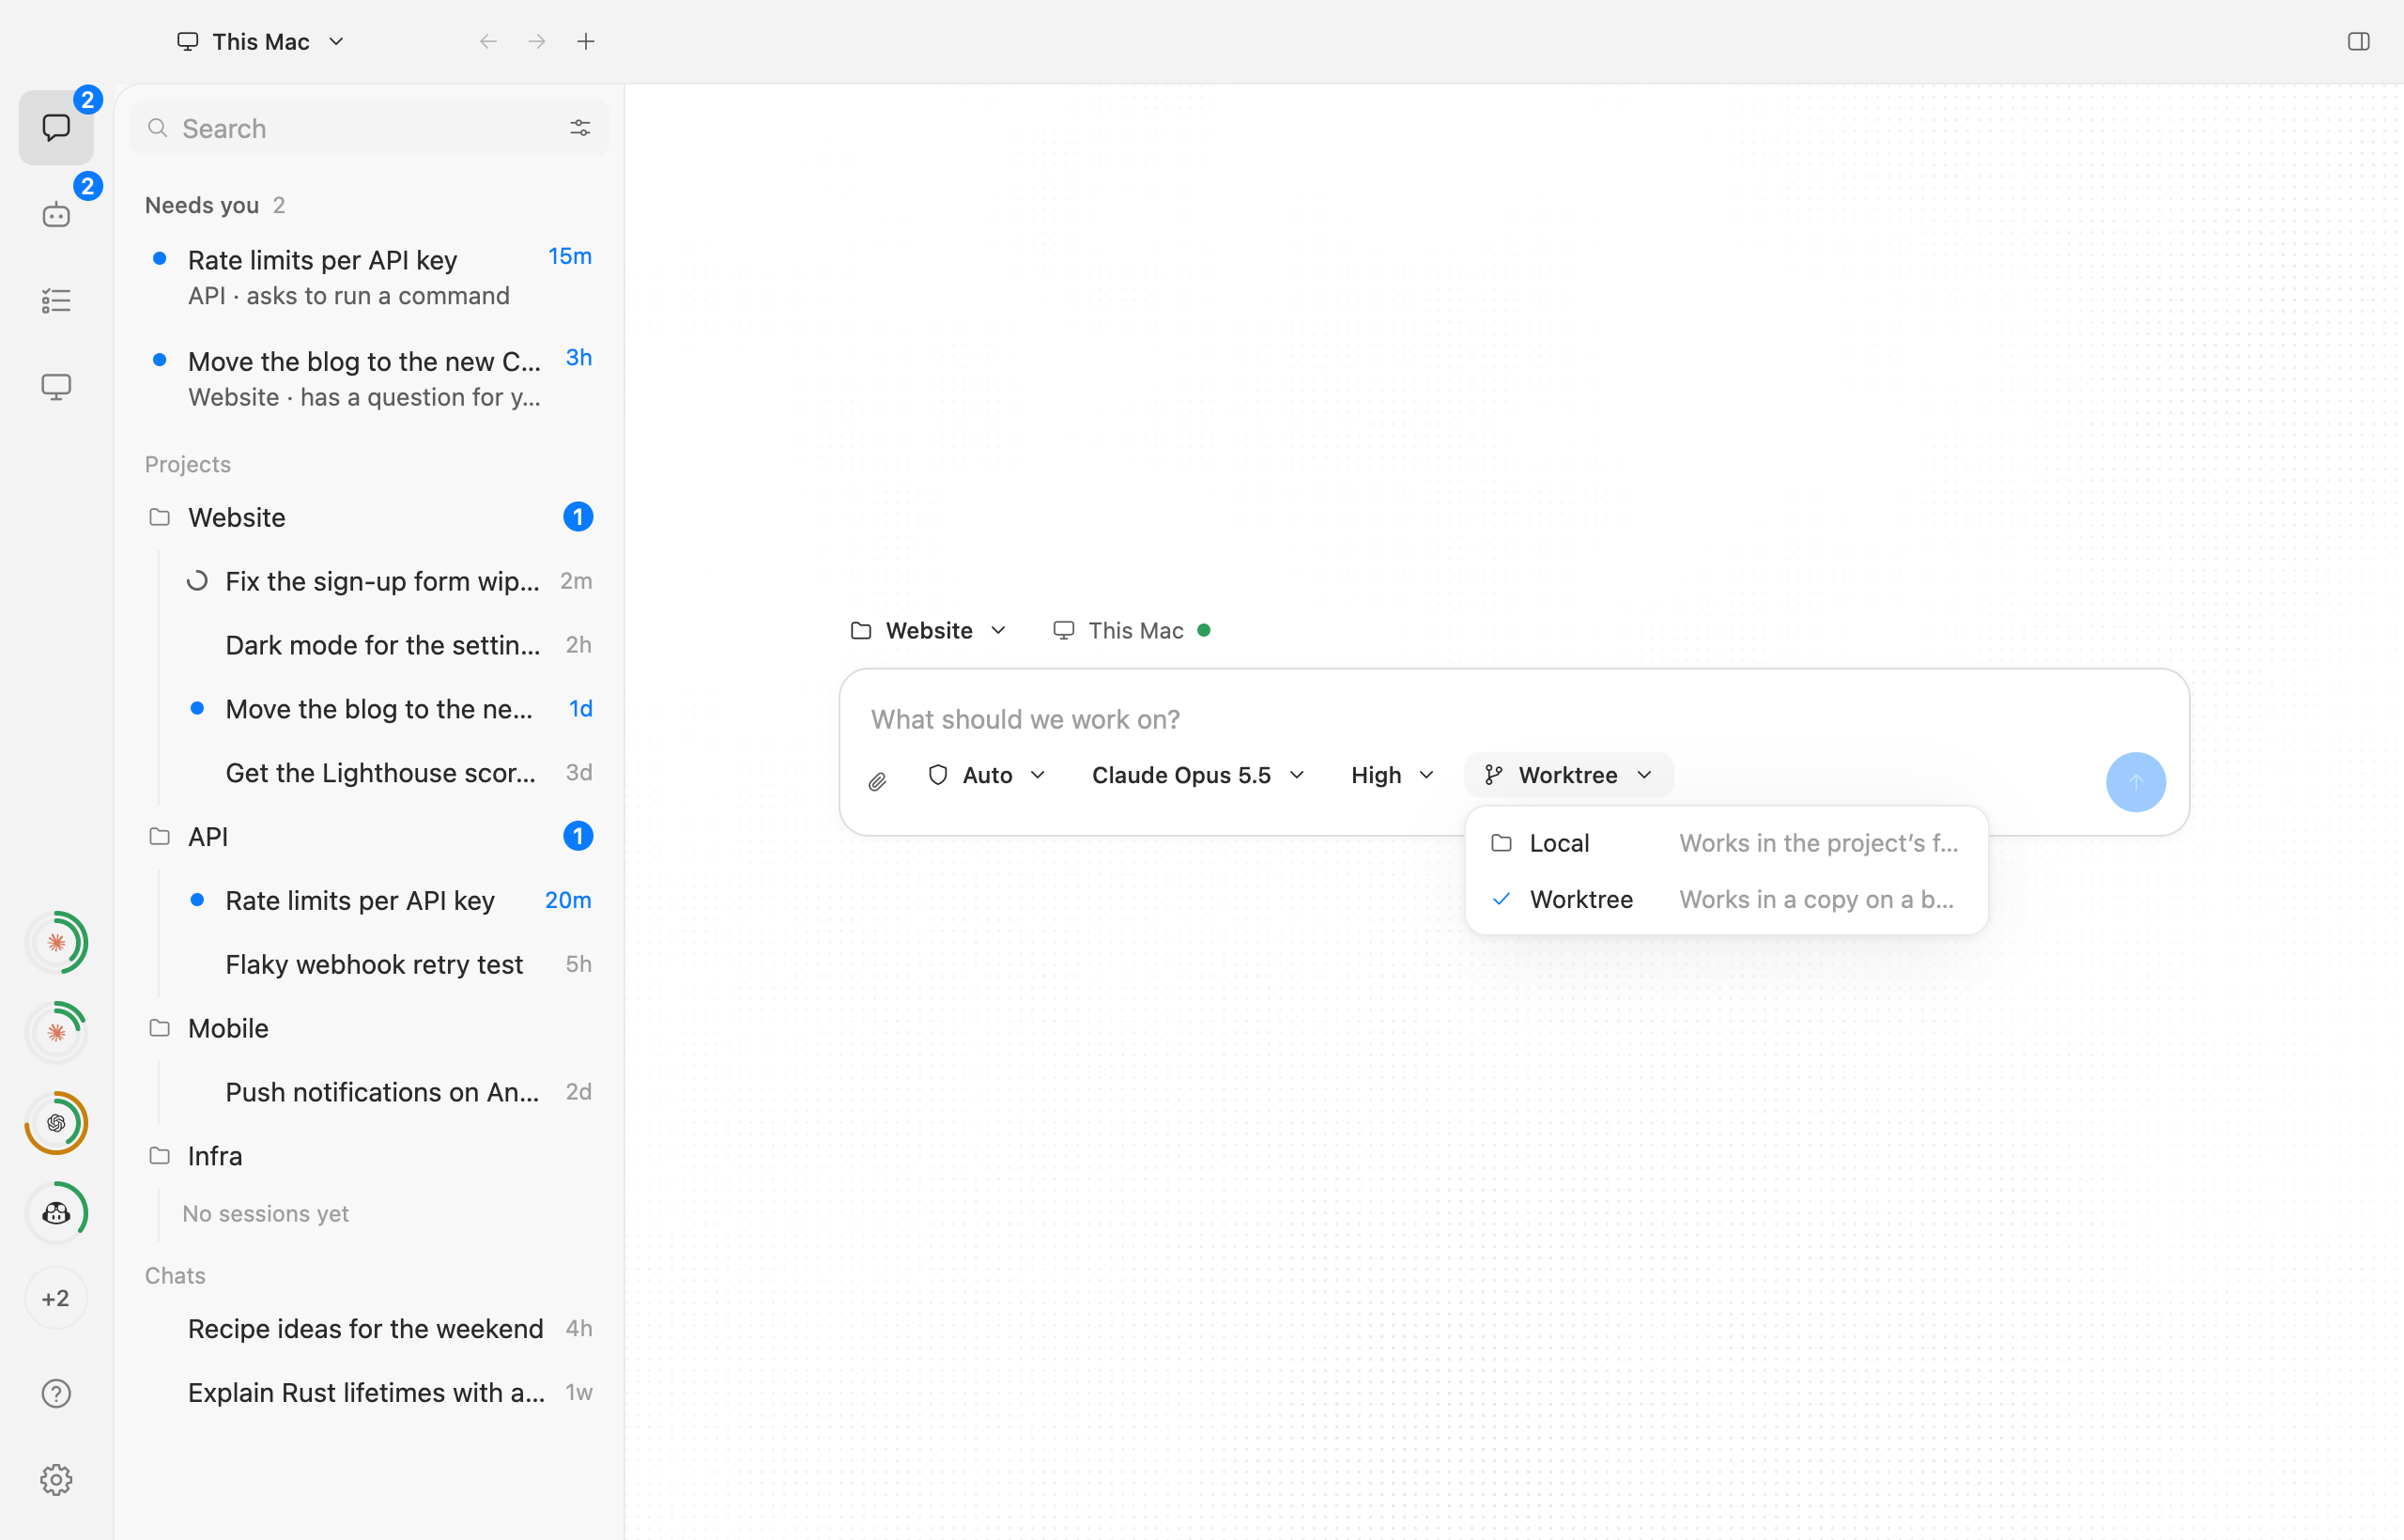 This Mac
2
Search
2
Needs you 2
Rate limits per API key 15m
API · asks to run a command
Move the blog to the new C... 3h
Website · has a question for y...
Projects
Website 1
Fix the sign-up form wip... 2m
Dark mode for the settin... 2h
Move the blog to the ne... 1d
Get the Lighthouse scor... 3d
API 1
Rate limits per API key 20m
Flaky webhook retry test 5h
Mobile
Push notifications on An... 2d
Infra
No sessions yet
Chats
+2
Recipe ideas for the weekend 4h
Explain Rust lifetimes with a... 1w
Website This Mac
What should we work on?
Auto Claude Opus 5.5 High Worktree
Local Works in the project’s f...
Worktree Works in a copy on a b...